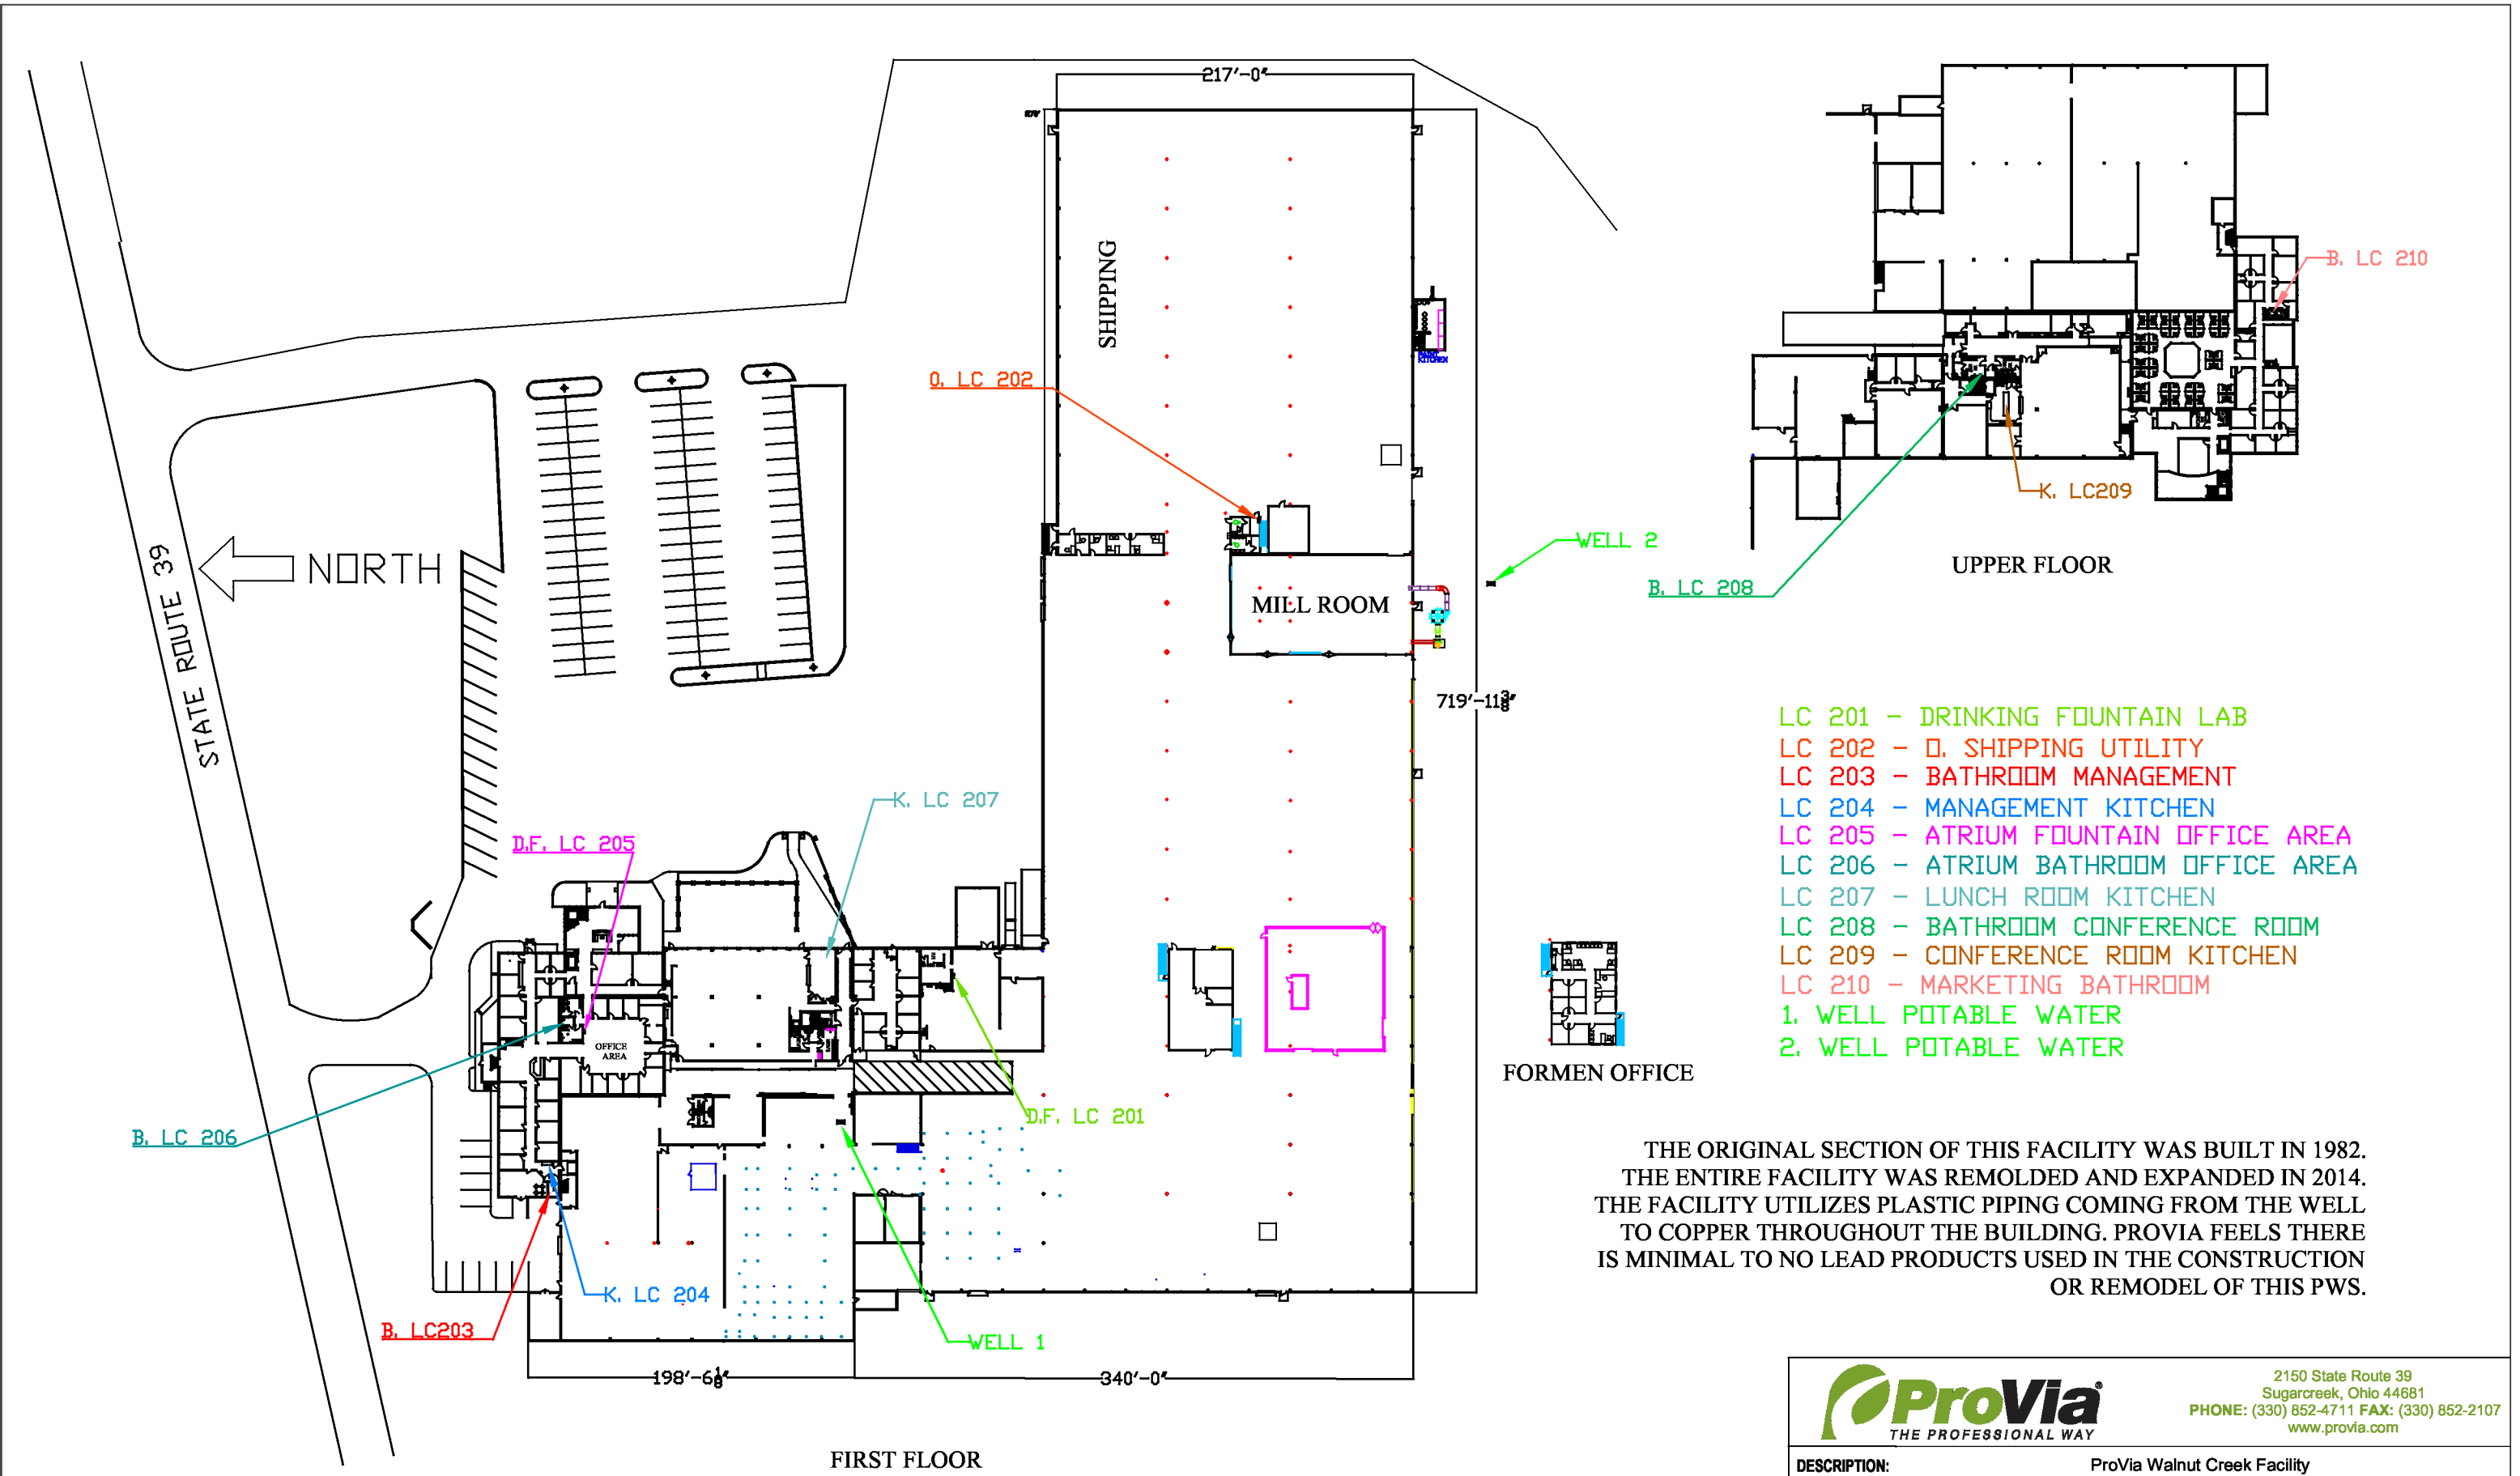 217'-0"
SHIPPING
O. LC 202
PAINT
KITCHEN
B. LC 210
K. LC209
B. LC 208
UPPER FLOOR
WELL 2
MILL ROOM
NORTH
STATE ROUTE 39
719'-11 3/8"
K. LC 207
D.F. LC 205
OFFICE
AREA
B. LC 206
D.F. LC 201
K. LC 204
B. LC203
WELL 1
198'-6 1/8"
340'-0"
FIRST FLOOR
FORMEN OFFICE
LC 201 - DRINKING FOUNTAIN LAB
LC 202 - O. SHIPPING UTILITY
LC 203 - BATHROOM MANAGEMENT
LC 204 - MANAGEMENT KITCHEN
LC 205 - ATRIUM FOUNTAIN OFFICE AREA
LC 206 - ATRIUM BATHROOM OFFICE AREA
LC 207 - LUNCH ROOM KITCHEN
LC 208 - BATHROOM CONFERENCE ROOM
LC 209 - CONFERENCE ROOM KITCHEN
LC 210 - MARKETING BATHROOM
1. WELL POTABLE WATER
2. WELL POTABLE WATER
THE ORIGINAL SECTION OF THIS FACILITY WAS BUILT IN 1982.
THE ENTIRE FACILITY WAS REMOLDED AND EXPANDED IN 2014.
THE FACILITY UTILIZES PLASTIC PIPING COMING FROM THE WELL
TO COPPER THROUGHOUT THE BUILDING. PROVIA FEELS THERE
IS MINIMAL TO NO LEAD PRODUCTS USED IN THE CONSTRUCTION
OR REMODEL OF THIS PWS.
ProVia®
THE PROFESSIONAL WAY
2150 State Route 39
Sugarcreek, Ohio 44681
PHONE: (330) 852-4711 FAX: (330) 852-2107
www.provia.com
DESCRIPTION: ProVia Walnut Creek Facility